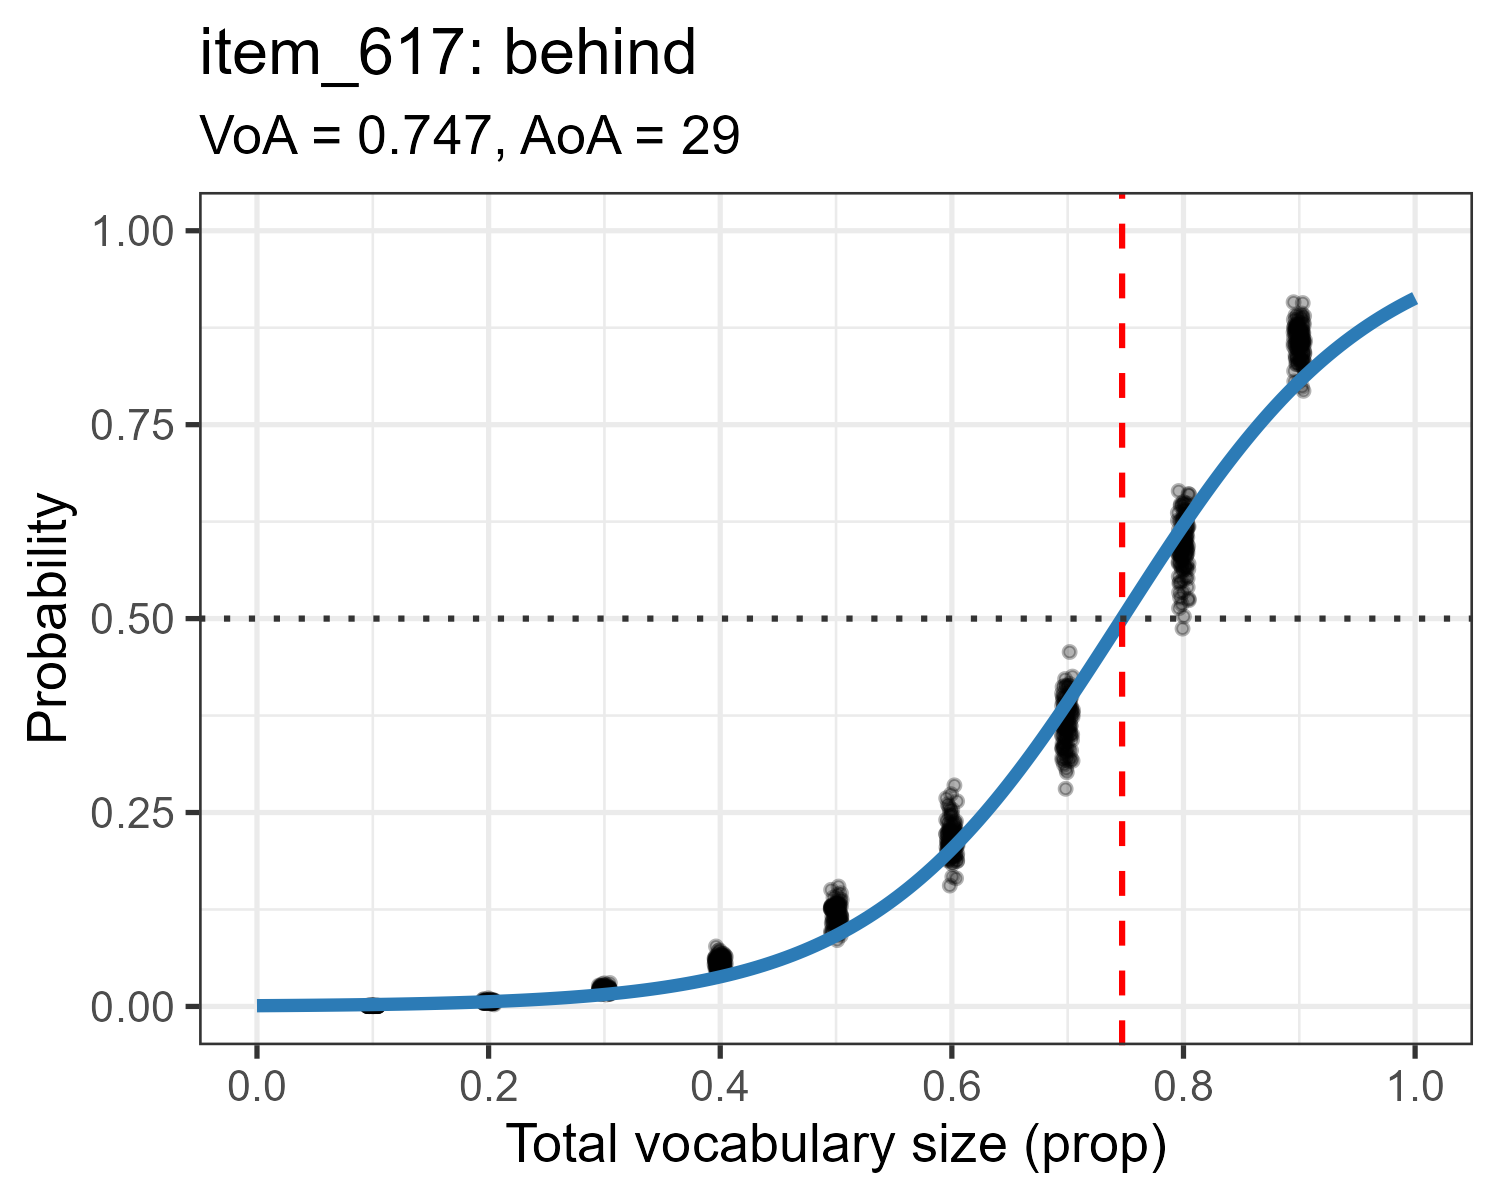 item_617: behind
VoA = 0.747, AoA = 29
1.00
0.75
0.50
0.25
0.00
Probability
0.0 0.2 0.4 0.6 0.8 1.0
Total vocabulary size (prop)